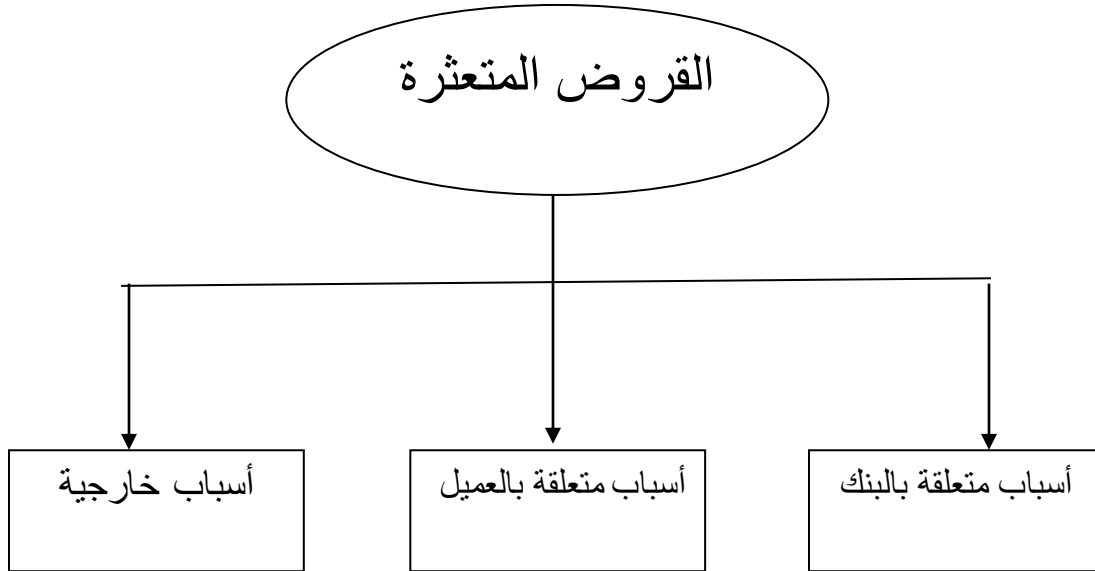 القروض المتعثرة
أسباب متعلقة بالبنك
أسباب متعلقة بالعميل
أسباب خارجية